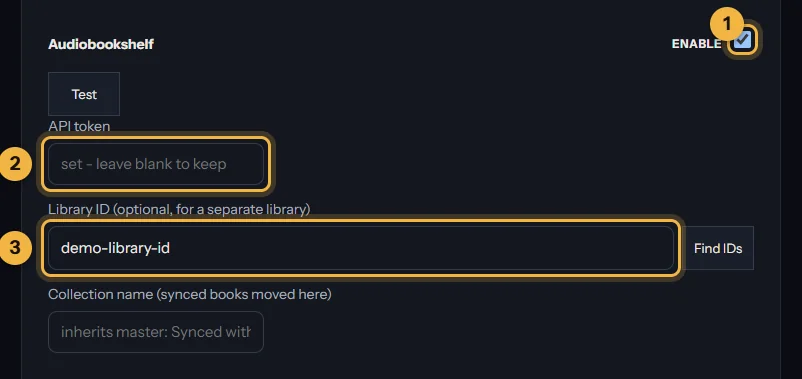 Audiobookshelf
ENABLE
1
Test
API token
2
set - leave blank to keep
Library ID (optional, for a separate library)
3
demo-library-id
Find IDs
Collection name (synced books moved here)
inherits master: Synced with